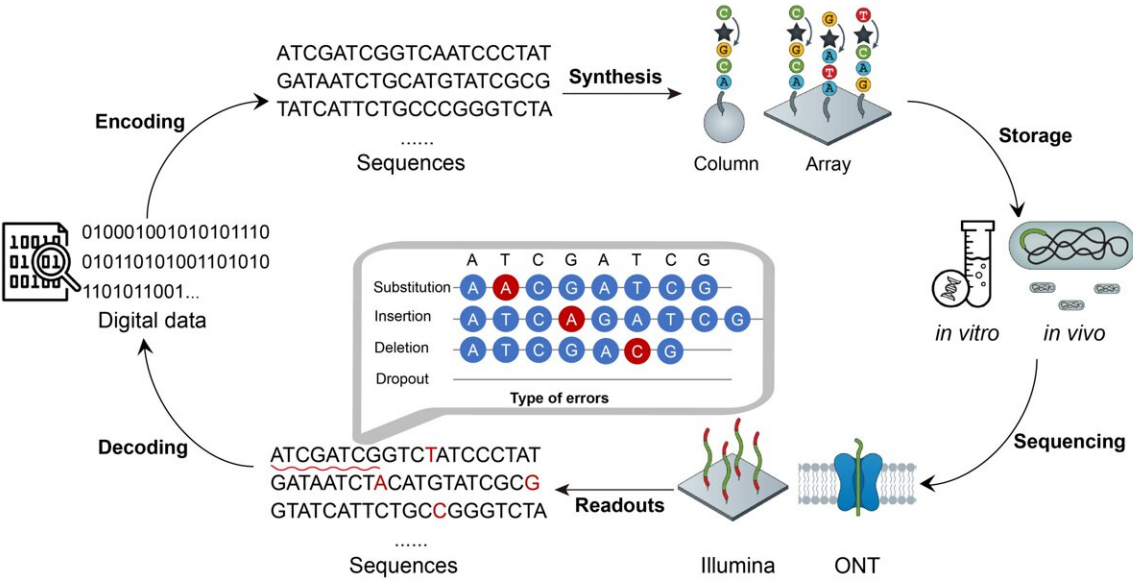 Encoding
ATCGATCGGTCAATCCCTAT
GATAATCTGCATGTATCGCG
TATCATTCTGCCCGGGTCTA
......
Sequences
Synthesis
C
G
C
A
Column
C
G
C
A
G
A
T
A
T
C
A
G
Array
Storage
in vitro
in vivo
Sequencing
10010
01 01
00100
010001001010101110
010110101001101010
1101011001...
Digital data
A T C G A T C G
Substitution A A C G A T C G
Insertion A T C A G A T C G
Deletion A T C G A C G
Dropout
Type of errors
Decoding
ATCGATCGGTCTATCCCTAT
GATAATCTACATGTATCGCG
GTATCATTCTGCCGGGTCTA
......
Sequences
Readouts
Illumina
ONT